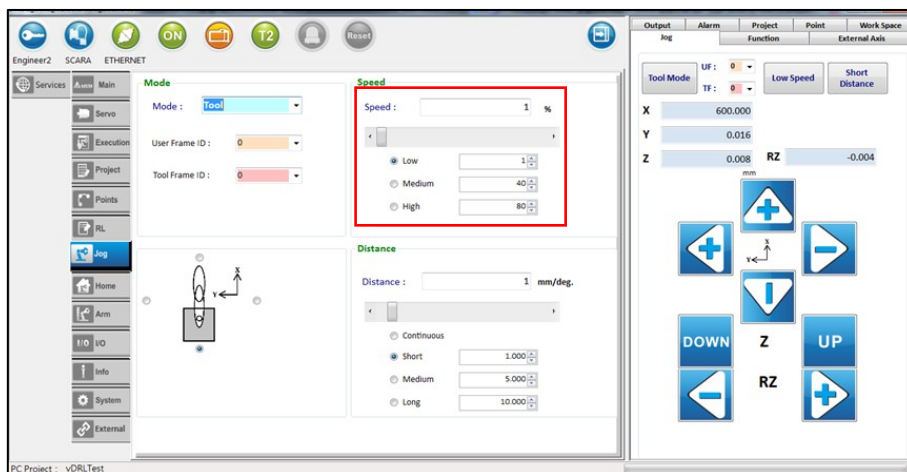 ON
T2
Reset
Engineer2 SCARA ETHERNET
Services
Main
Servo
Execution
Project
Points
RL
Jog
Home
Arm
I/O I/O
Info
System
External
Mode
Mode : Tool
User Frame ID : 0
Tool Frame ID : 0
X
Y
Speed
Speed : 1 %
Low 1
Medium 40
High 80
Distance
Distance : 1 mm/deg.
Continuous
Short 1.000
Medium 5.000
Long 10.000
Output Alarm Project Point Work Space
Jog Function External Axis
Tool Mode
UF : 0
TF : 0
Low Speed
Short
Distance
X 600.000
Y 0.016
Z 0.008 RZ -0.004
mm
X
Y
DOWN Z UP
RZ
PC Project : vDRLTest